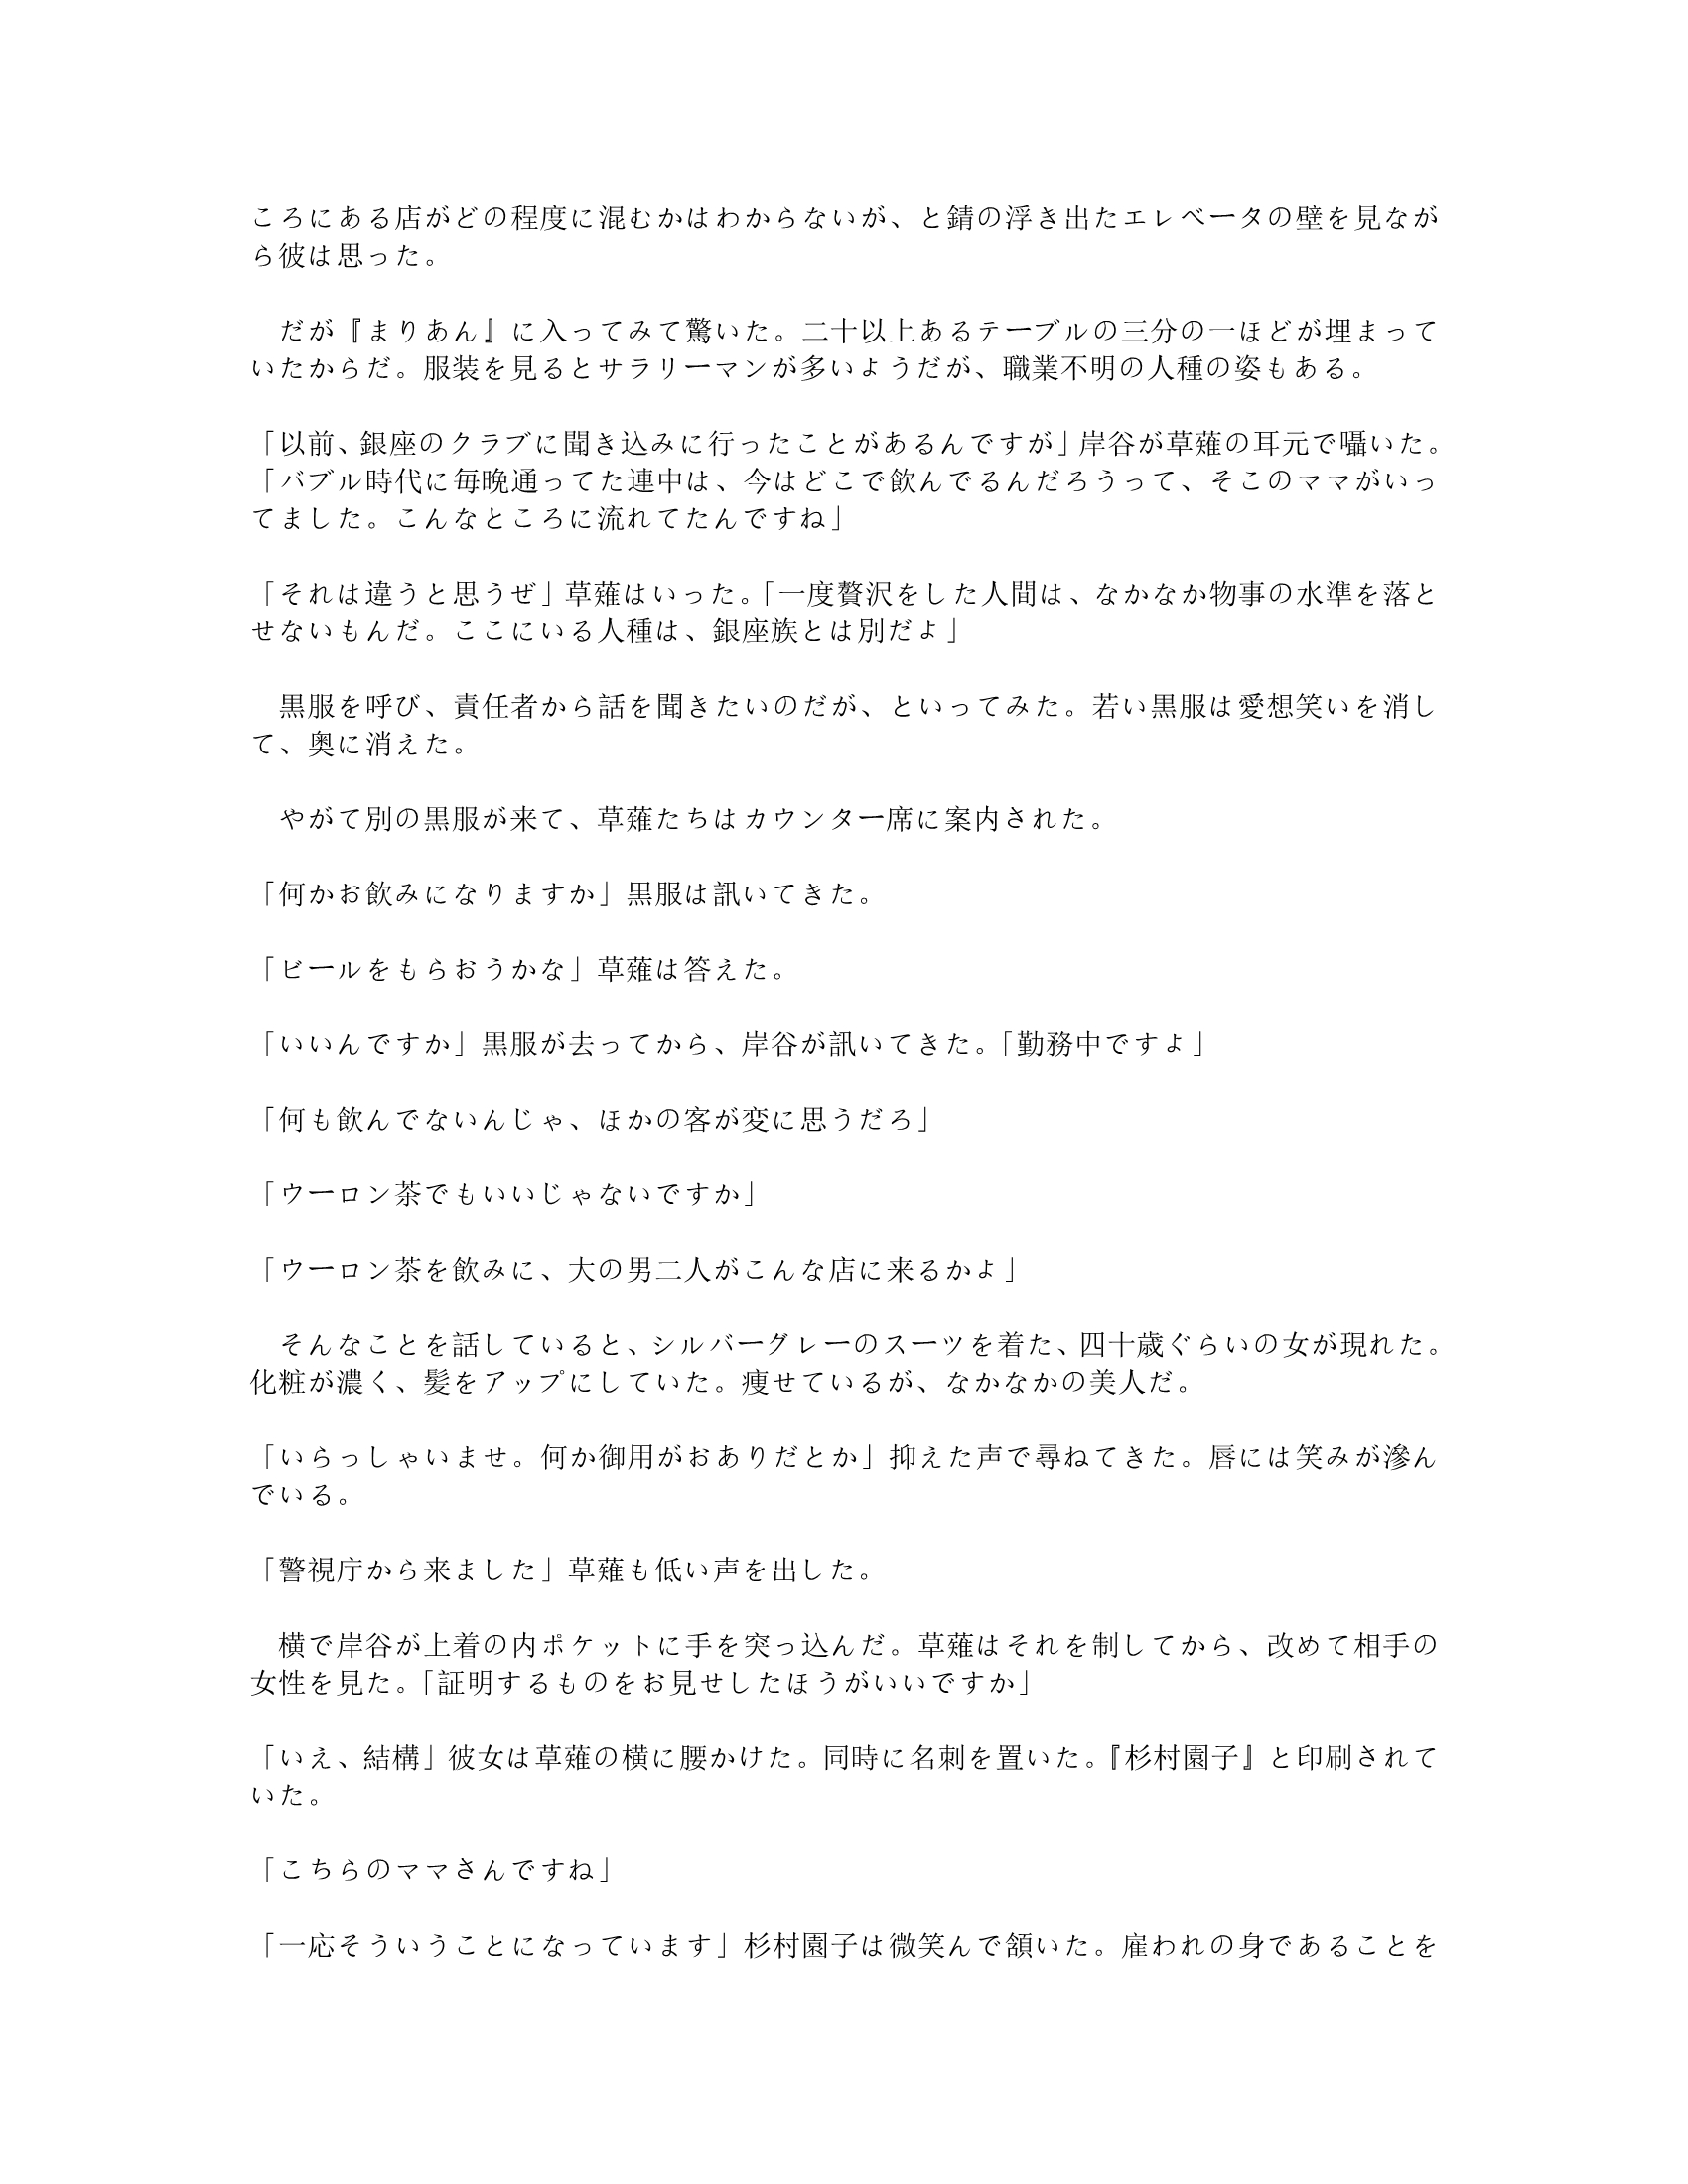 ころにある店がどの程度に混むかはわからないが、と錆の浮き出たエレベータの壁を見なが
ら彼は思った。
　だが『まりあん』に入ってみて驚いた。二十以上あるテーブルの三分の一ほどが埋まって
いたからだ。服装を見るとサラリーマンが多いようだが、職業不明の人種の姿もある。
「以前、銀座のクラブに聞き込みに行ったことがあるんですが」岸谷が草薙の耳元で囁いた。
「バブル時代に毎晩通ってた連中は、今はどこで飲んでるんだろうって、そこのママがいっ
てました。こんなところに流れてたんですね」
「それは違うと思うぜ」草薙はいった。「一度贅沢をした人間は、なかなか物事の水準を落と
せないもんだ。ここにいる人種は、銀座族とは別だよ」
　黒服を呼び、責任者から話を聞きたいのだが、といってみた。若い黒服は愛想笑いを消し
て、奥に消えた。
　やがて別の黒服が来て、草薙たちはカウンター席に案内された。
「何かお飲みになりますか」黒服は訊いてきた。
「ビールをもらおうかな」草薙は答えた。
「いいんですか」黒服が去ってから、岸谷が訊いてきた。「勤務中ですよ」
「何も飲んでないんじゃ、ほかの客が変に思うだろ」
「ウーロン茶でもいいじゃないですか」
「ウーロン茶を飲みに、大の男二人がこんな店に来るかよ」
　そんなことを話していると、シルバーグレーのスーツを着た、四十歳ぐらいの女が現れた。
化粧が濃く、髪をアップにしていた。痩せているが、なかなかの美人だ。
「いらっしゃいませ。何か御用がおありだとか」抑えた声で尋ねてきた。唇には笑みが滲ん
でいる。
「警視庁から来ました」草薙も低い声を出した。
　横で岸谷が上着の内ポケットに手を突っ込んだ。草薙はそれを制してから、改めて相手の
女性を見た。「証明するものをお見せしたほうがいいですか」
「いえ、結構」彼女は草薙の横に腰かけた。同時に名刺を置いた。『杉村園子』と印刷されて
いた。
「こちらのママさんですね」
「一応そういうことになっています」杉村園子は微笑んで頷いた。雇われの身であることを